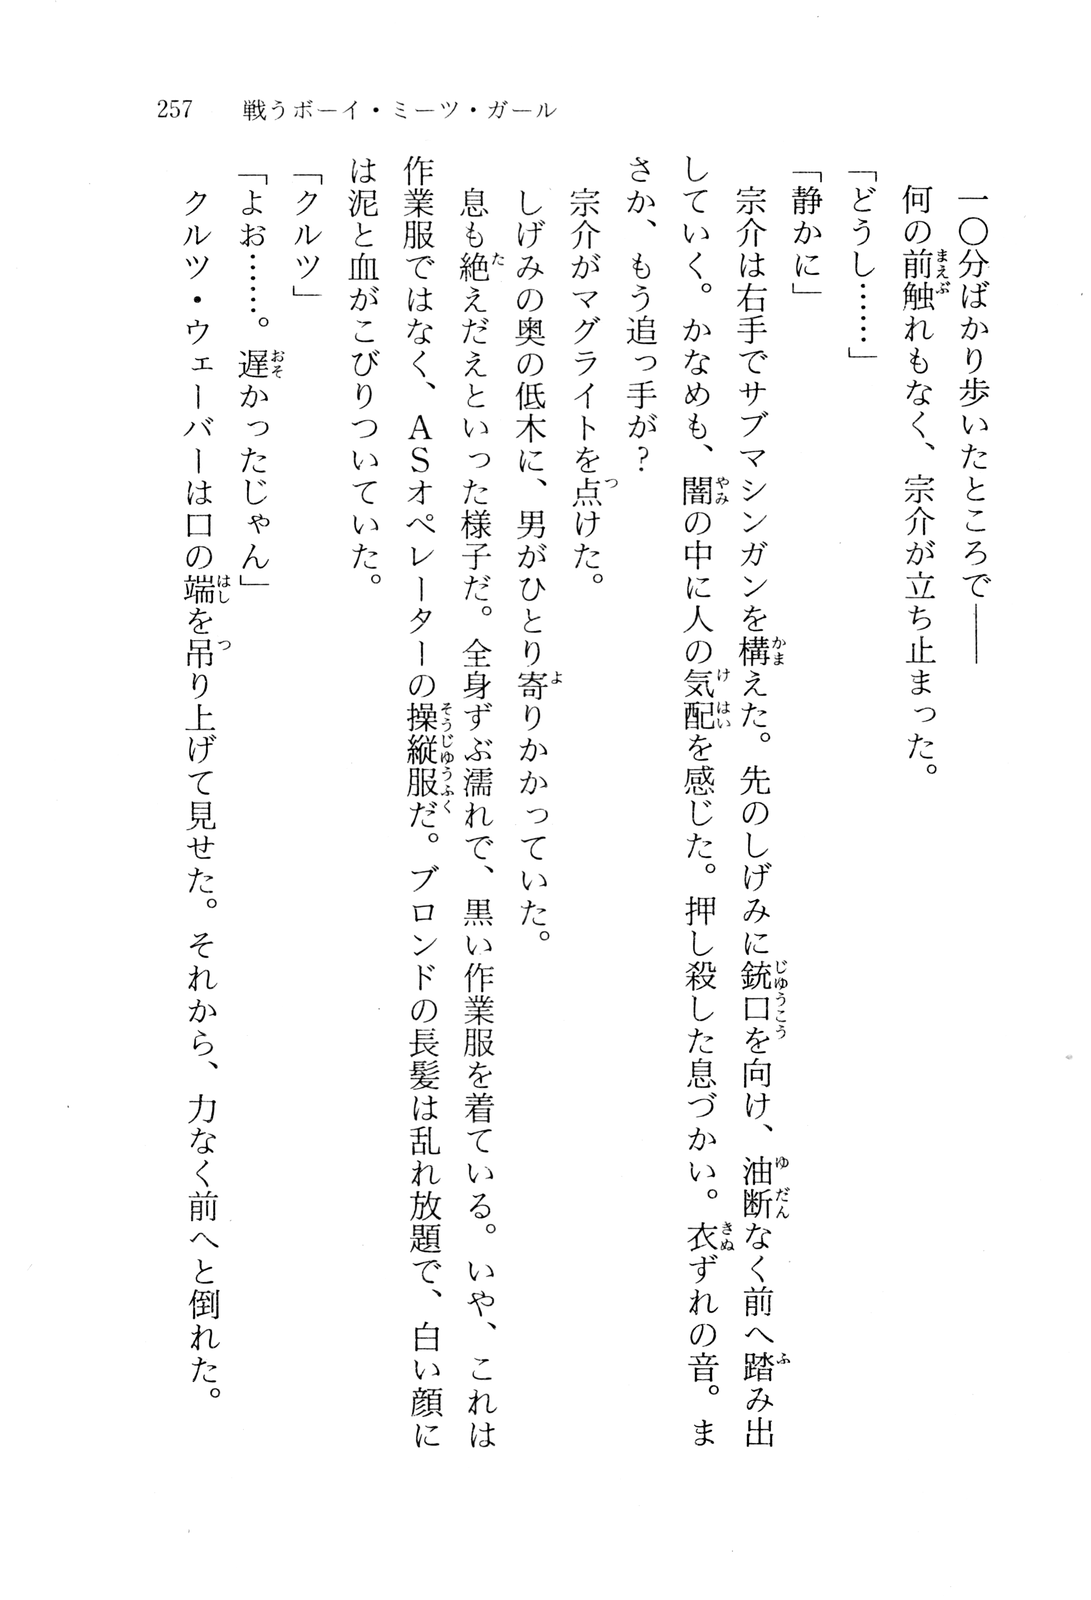 257　戦うボーイ・ミーツ・ガール
一〇分ばかり歩いたところで――
何の前触れもなく、宗介が立ち止まった。
「どうし……」
「静かに」
宗介は右手でサブマシンガンを構えた。先のしげみに銃口を向け、油断なく前へ踏み出
していく。かなめも、闇の中に人の気配を感じた。押し殺した息づかい。衣ずれの音。ま
さか、もう追っ手が？
宗介がマグライトを点けた。
しげみの奥の低木に、男がひとり寄りかかっていた。
息も絶えだえといった様子だ。全身ずぶ濡れで、黒い作業服を着ている。いや、これは
作業服ではなく、ＡＳオペレーターの操縦服だ。ブロンドの長髪は乱れ放題で、白い顔に
は泥と血がこびりついていた。
「クルツ」
「よお……。遅かったじゃん」
クルツ・ウェーバーは口の端を吊り上げて見せた。それから、力なく前へと倒れた。